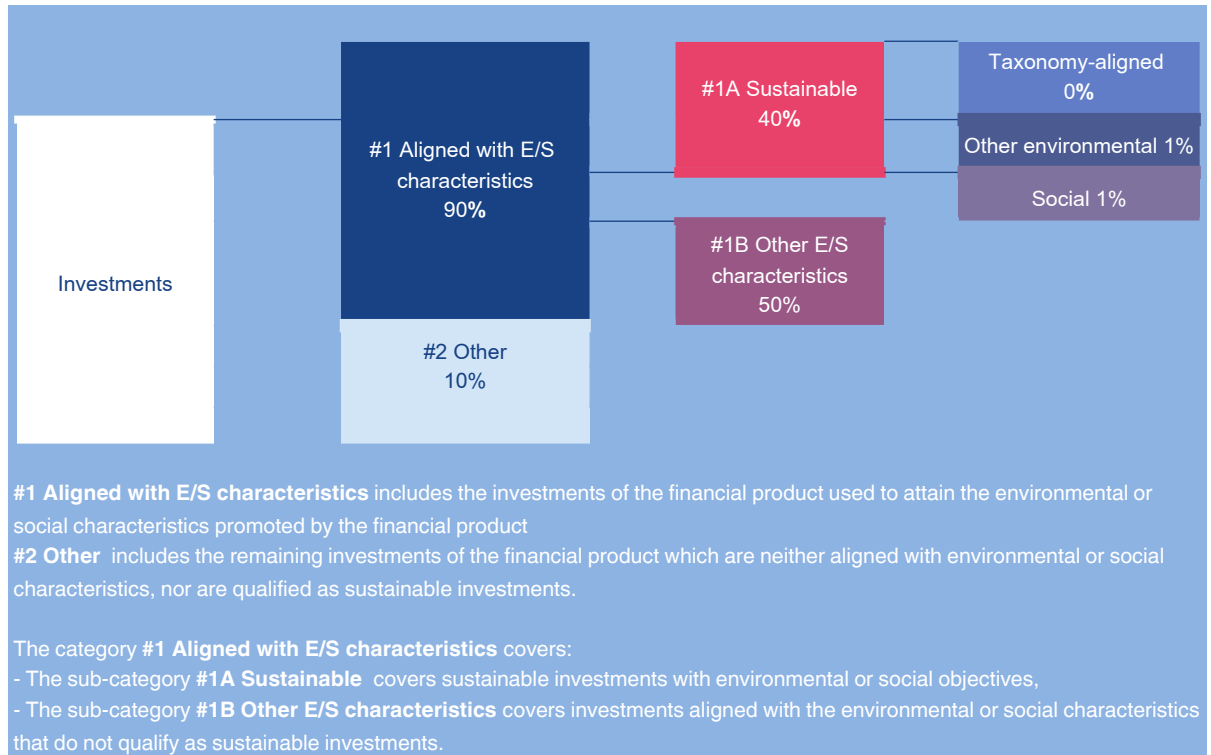 Investments
#1 Aligned with E/S
characteristics
90%
#2 Other
10%
#1A Sustainable
40%
#1B Other E/S
characteristics
50%
Taxonomy-aligned
0%
Other environmental 1%
Social 1%
#1 Aligned with E/S characteristics includes the investments of the financial product used to attain the environmental or
social characteristics promoted by the financial product
#2 Other includes the remaining investments of the financial product which are neither aligned with environmental or social
characteristics, nor are qualified as sustainable investments.
The category #1 Aligned with E/S characteristics covers:
- The sub-category #1A Sustainable covers sustainable investments with environmental or social objectives,
- The sub-category #1B Other E/S characteristics covers investments aligned with the environmental or social characteristics
that do not qualify as sustainable investments.